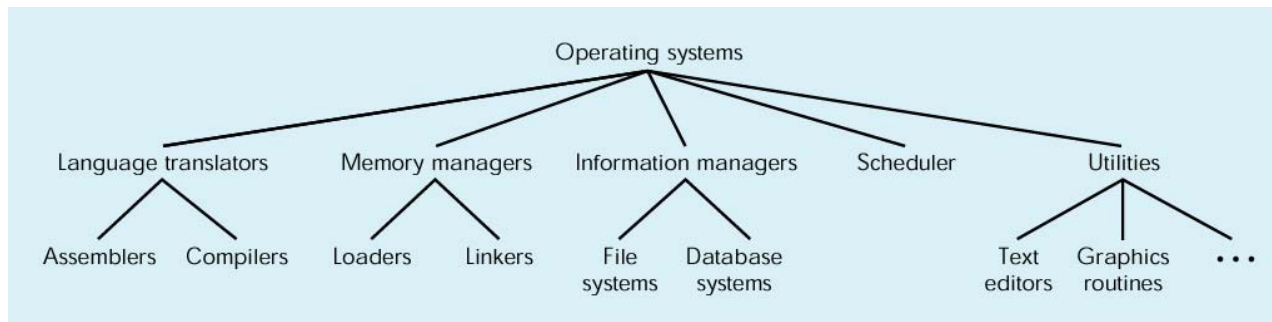 Operating systems
Language translators Memory managers Information managers Scheduler Utilities
Assemblers Compilers Loaders Linkers File Database Text Graphics • • •
systems systems editors routines